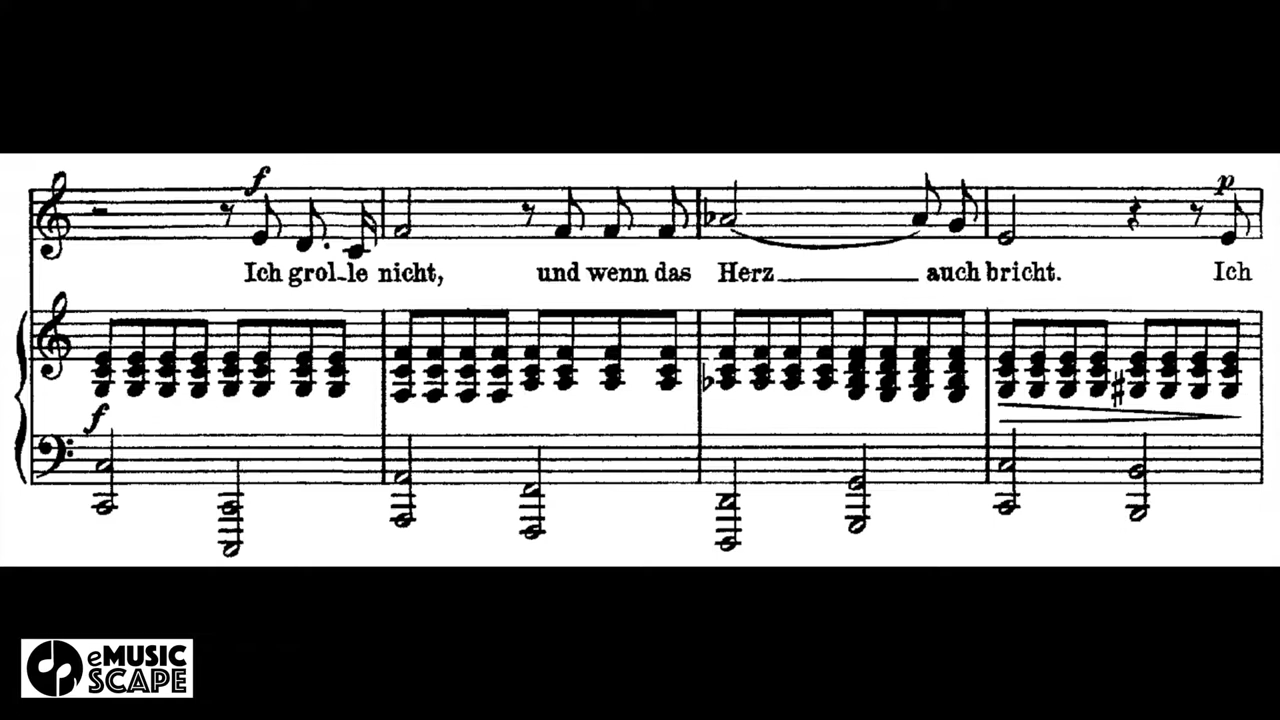 f
p
Ich grol-le nicht, und wenn das Herz auch bricht. Ich
f
eMUSIC
SCAPE